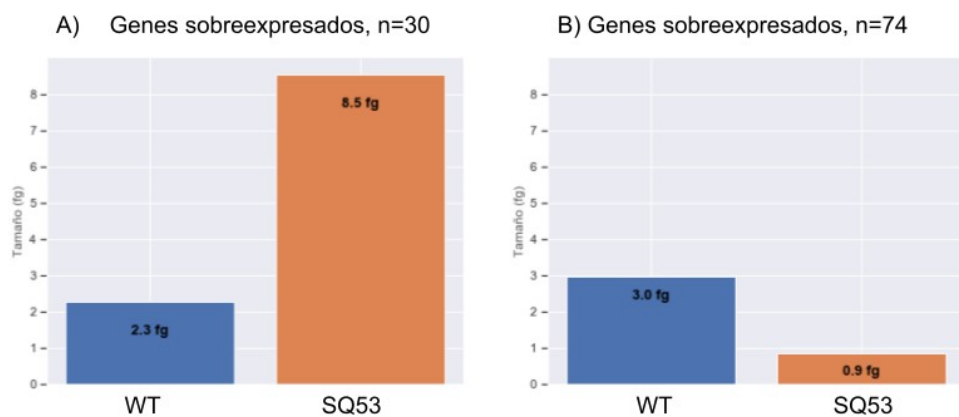 A) Genes sobreexpresados, n=30
Tamaño (fg)
8
7
6
5
4
3
2
1
0
8.5 fg
2.3 fg
WT SQ53
B) Genes sobreexpresados, n=74
Tamaño (fg)
8
7
6
5
4
3
2
1
0
3.0 fg
0.9 fg
WT SQ53